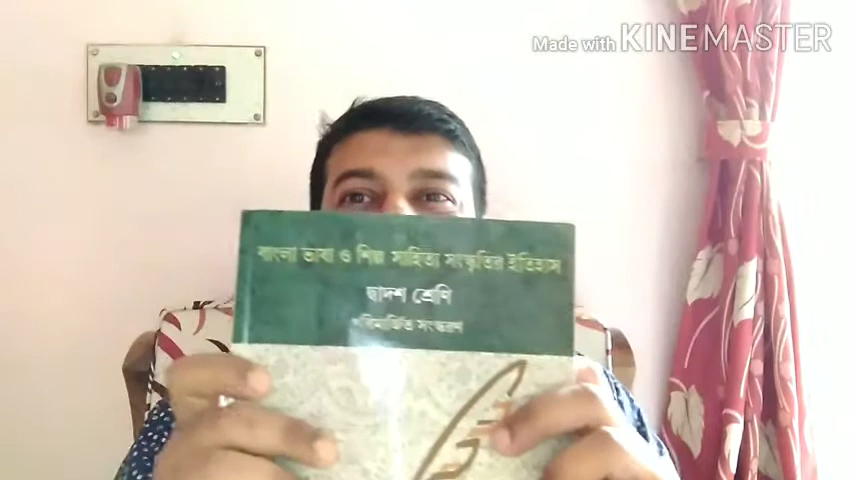 Made with KINEMASTER
বাংলা ভাষা ও শিল্প সাহিত্য সংস্কৃতির ইতিহাস
দ্বাদশ শ্রেণি
পরিমার্জিত সংস্করণ